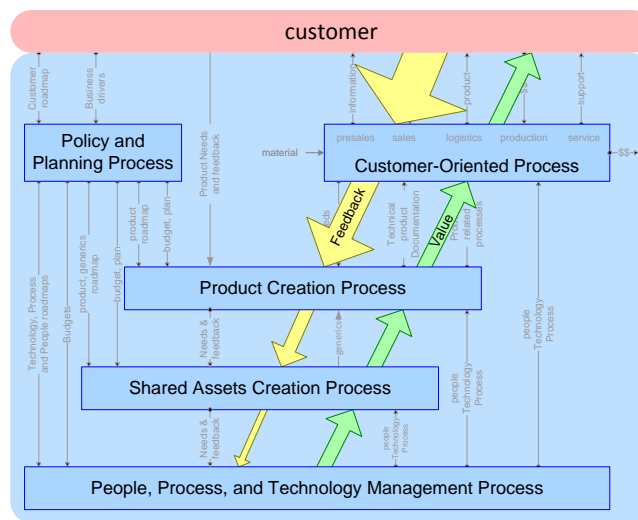 customer
Customer
roadmap
Business
drivers
Product Needs
and feedback
information
product
$$
support
presales
sales
logistics
production
service
Policy and
Planning Process
material
Customer-Oriented Process
$$
Technology, Process
and People roadmaps
Budgets
product, generics
roadmap
budget, plan
product
roadmap
budget, plan
Feedback
Technical
product
Documentation
Value
related
processes
Product Creation Process
people
Technology
Process
Needs &
feedback
generics
people
Technology
Process
Shared Assets Creation Process
Needs &
feedback
people
Technology
Process
People, Process, and Technology Management Process